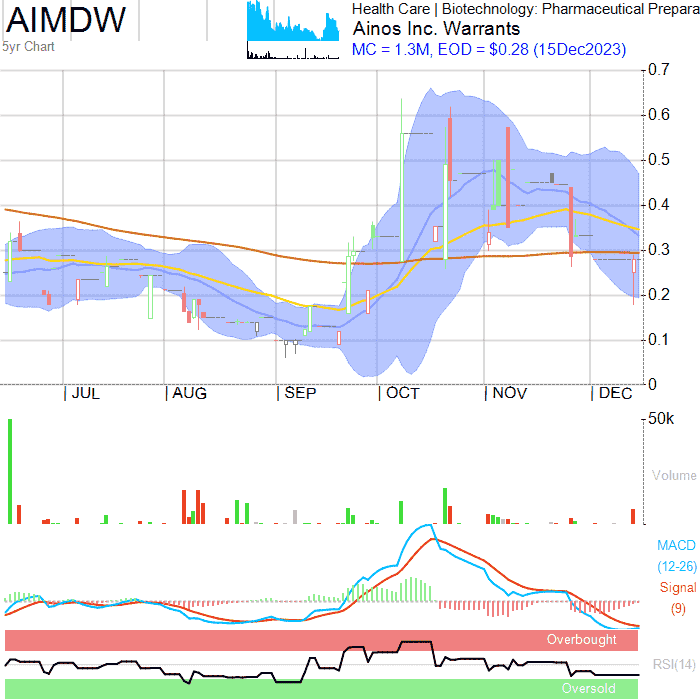 AIMDW
5yr Chart
Health Care | Biotechnology: Pharmaceutical Prepara
Ainos Inc. Warrants
MC = 1.3M, EOD = $0.28 (15Dec2023)
0.7
0.6
0.5
0.4
0.3
0.2
0.1
0
| JUL | AUG | SEP | OCT | NOV | DEC
50k
Volume
MACD
(12-26)
Signal
(9)
Overbought
RSI(14)
Oversold